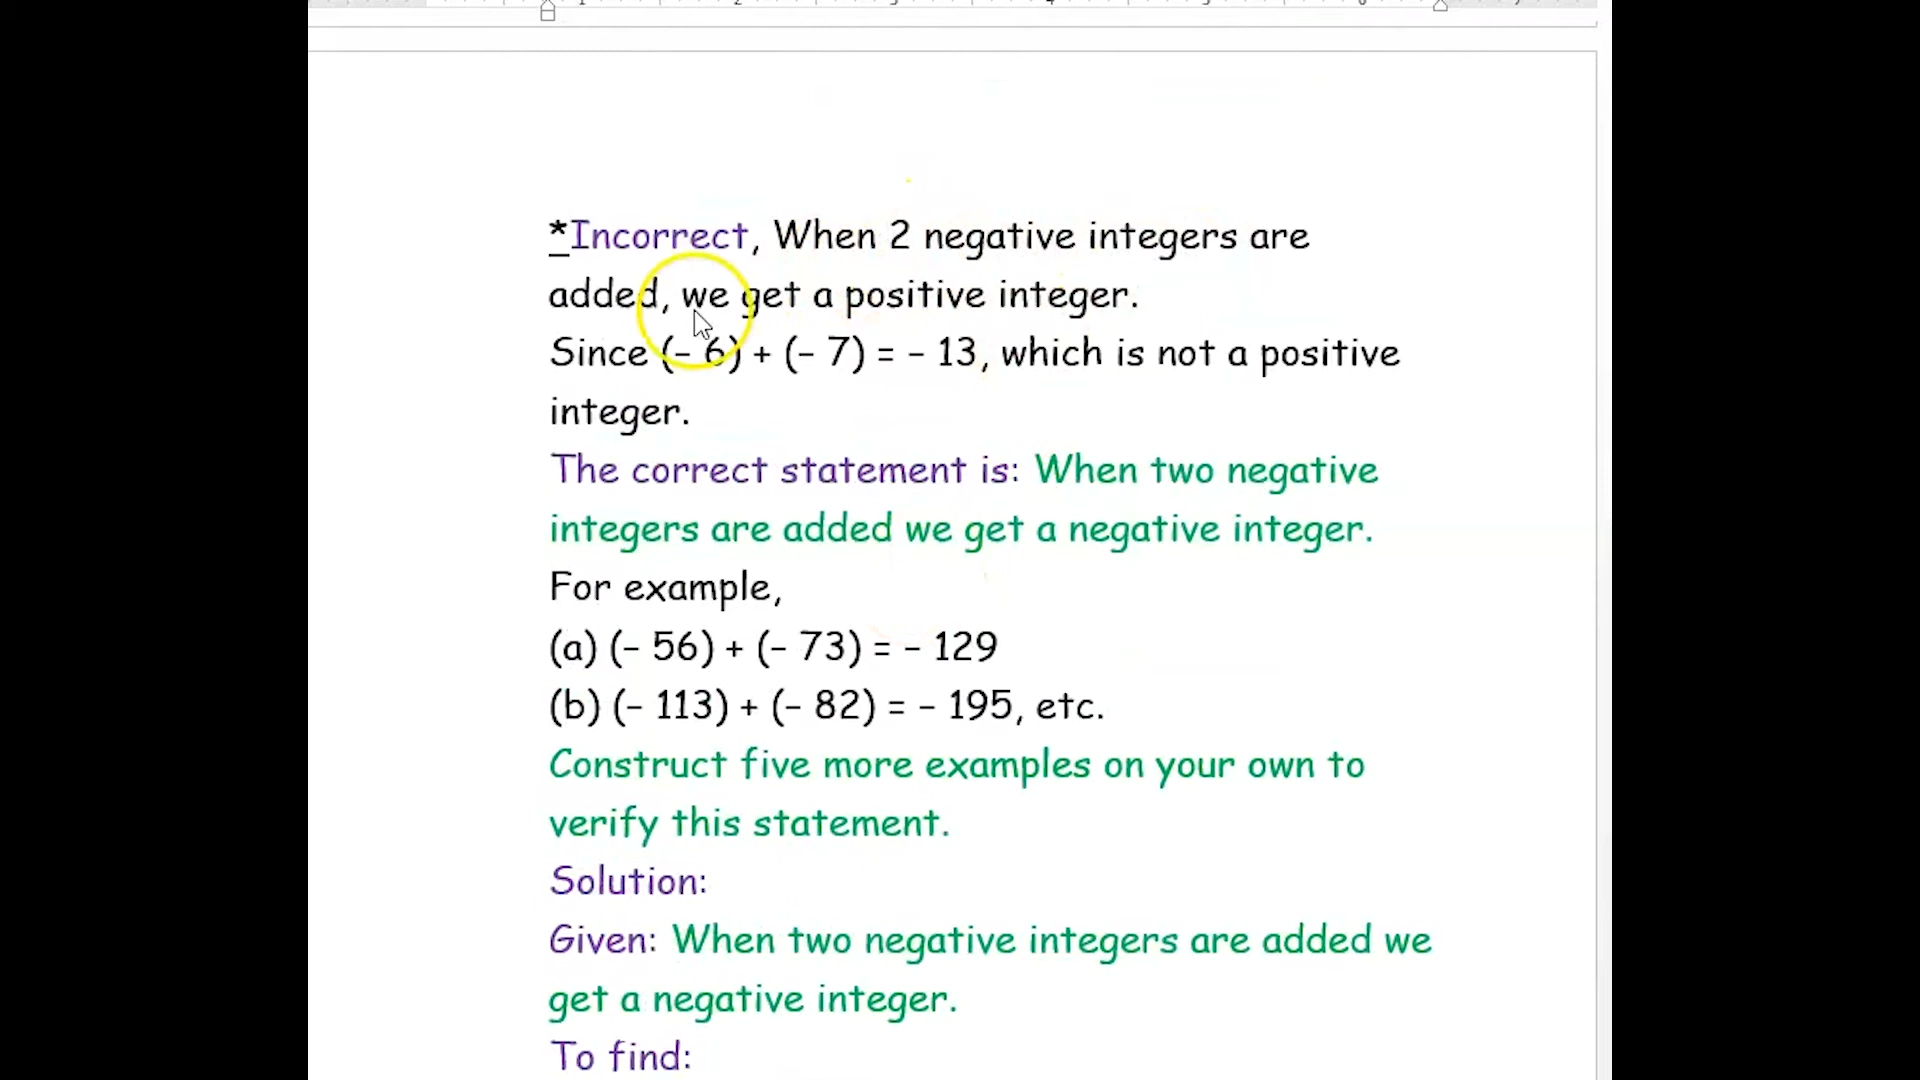 *Incorrect, When 2 negative integers are
added, we get a positive integer.
Since (– 6) + (– 7) = – 13, which is not a positive
integer.
The correct statement is: When two negative
integers are added we get a negative integer.
For example,
(a) (– 56) + (– 73) = – 129
(b) (– 113) + (– 82) = – 195, etc.
Construct five more examples on your own to
verify this statement.
Solution:
Given: When two negative integers are added we
get a negative integer.
To find: